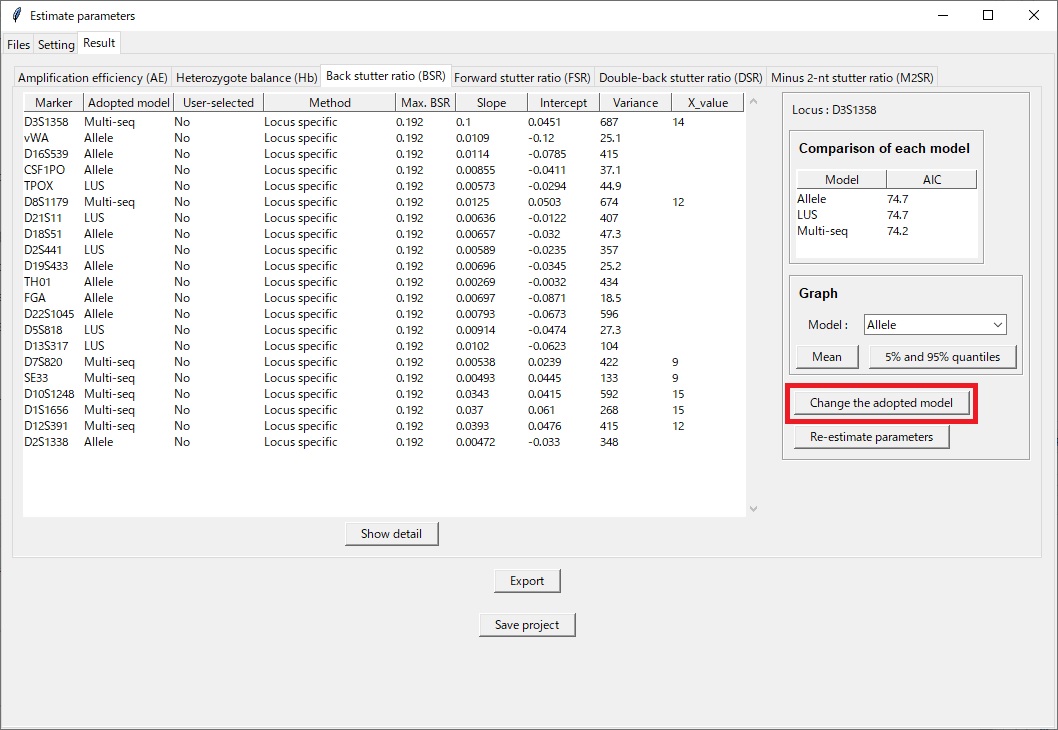 Estimate parameters
Files Setting Result
Amplification efficiency (AE) Heterozygote balance (Hb) Back stutter ratio (BSR) Forward stutter ratio (FSR) Double-back stutter ratio (DSR) Minus 2-nt stutter ratio (M2SR)
Marker Adopted model User-selected Method Max. BSR Slope Intercept Variance X_value
D3S1358 Multi-seq No Locus specific 0.192 0.1 0.0451 687 14
vWA Allele No Locus specific 0.192 0.0109 -0.12 25.1
D16S539 Allele No Locus specific 0.192 0.0114 -0.0785 415
CSF1PO Allele No Locus specific 0.192 0.00855 -0.0411 37.1
TPOX LUS No Locus specific 0.192 0.00573 -0.0294 44.9
D8S1179 Multi-seq No Locus specific 0.192 0.0125 0.0503 674 12
D21S11 LUS No Locus specific 0.192 0.00636 -0.0122 407
D18S51 Allele No Locus specific 0.192 0.00657 -0.032 47.3
D2S441 LUS No Locus specific 0.192 0.00589 -0.0235 357
D19S433 Allele No Locus specific 0.192 0.00696 -0.0345 25.2
TH01 Allele No Locus specific 0.192 0.00269 -0.0032 434
FGA Allele No Locus specific 0.192 0.00697 -0.0871 18.5
D22S1045 Allele No Locus specific 0.192 0.00793 -0.0673 596
D5S818 LUS No Locus specific 0.192 0.00914 -0.0474 27.3
D13S317 LUS No Locus specific 0.192 0.0102 -0.0623 104
D7S820 Multi-seq No Locus specific 0.192 0.00538 0.0239 422 9
SE33 Multi-seq No Locus specific 0.192 0.00493 0.0445 133 9
D10S1248 Multi-seq No Locus specific 0.192 0.0343 0.0415 592 15
D1S1656 Multi-seq No Locus specific 0.192 0.037 0.061 268 15
D12S391 Multi-seq No Locus specific 0.192 0.0393 0.0476 415 12
D2S1338 Allele No Locus specific 0.192 0.00472 -0.033 348
Show detail
Locus : D3S1358
Comparison of each model
Model AIC
Allele 74.7
LUS 74.7
Multi-seq 74.2
Graph
Model : Allele
Mean 5% and 95% quantiles
Change the adopted model
Re-estimate parameters
Export
Save project